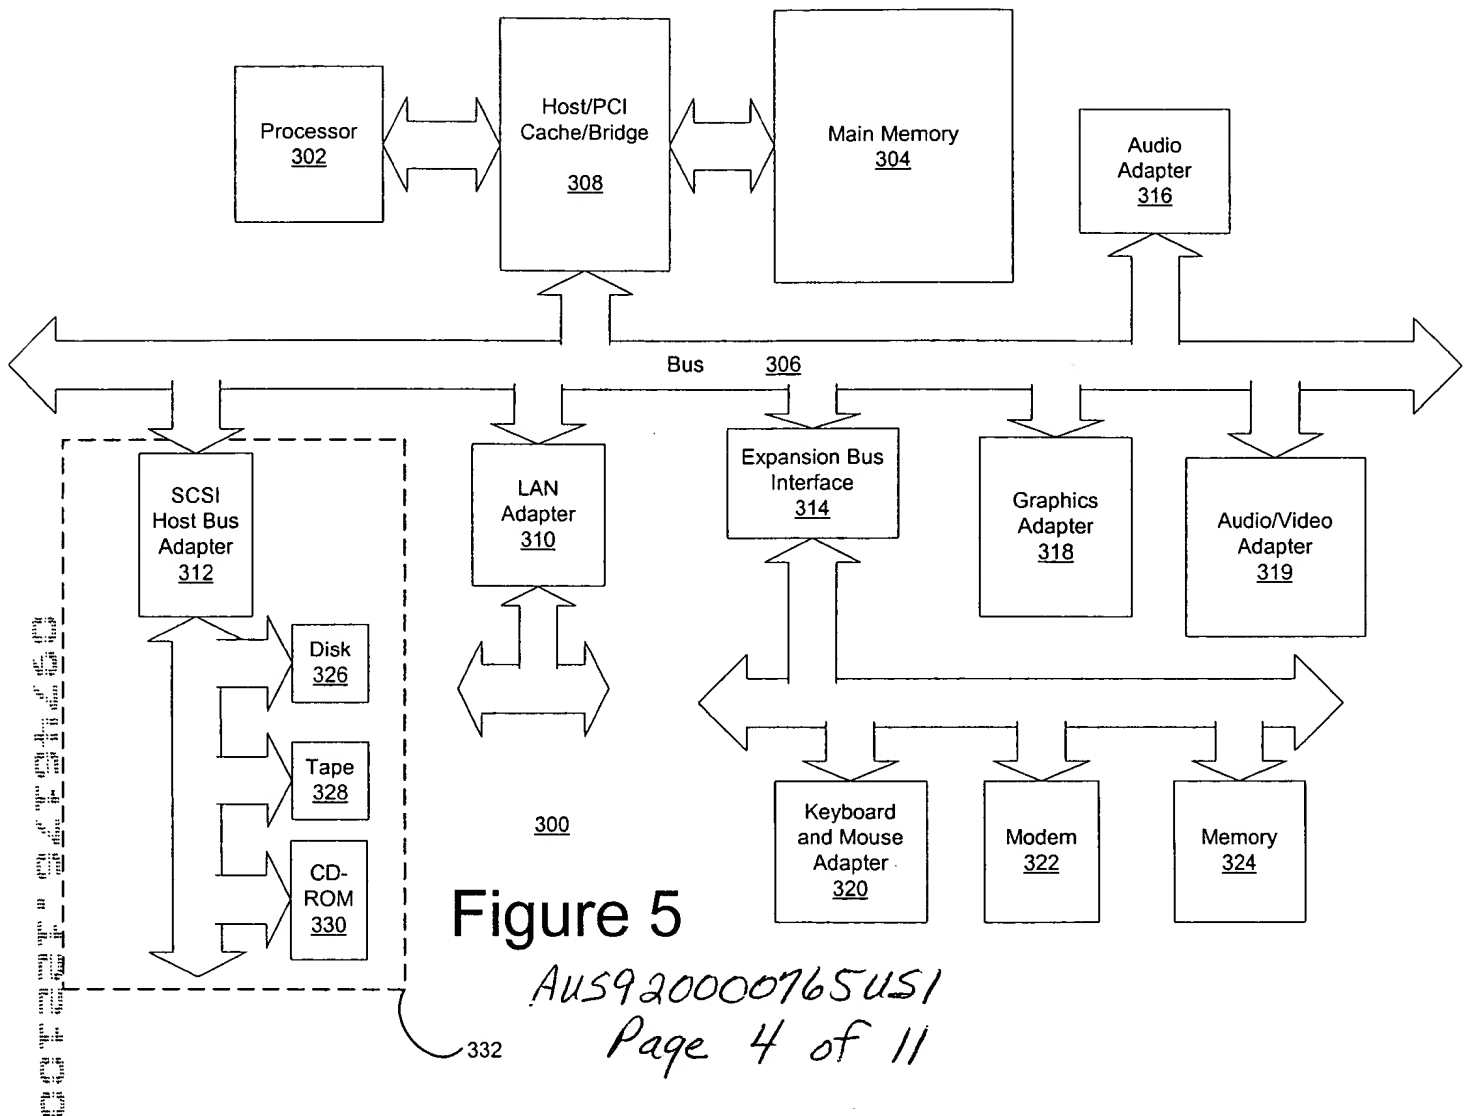 Processor
302
Host/PCI
Cache/Bridge
308
Main Memory
304
Audio
Adapter
316
Bus 306
SCSI
Host Bus
Adapter
312
LAN
Adapter
310
Expansion Bus
Interface
314
Graphics
Adapter
318
Audio/Video
Adapter
319
Disk
326
Tape
328
CD-
ROM
330
300
Keyboard
and Mouse
Adapter
320
Modem
322
Memory
324
Figure 5
332
AUS920000765US1
Page 4 of 11